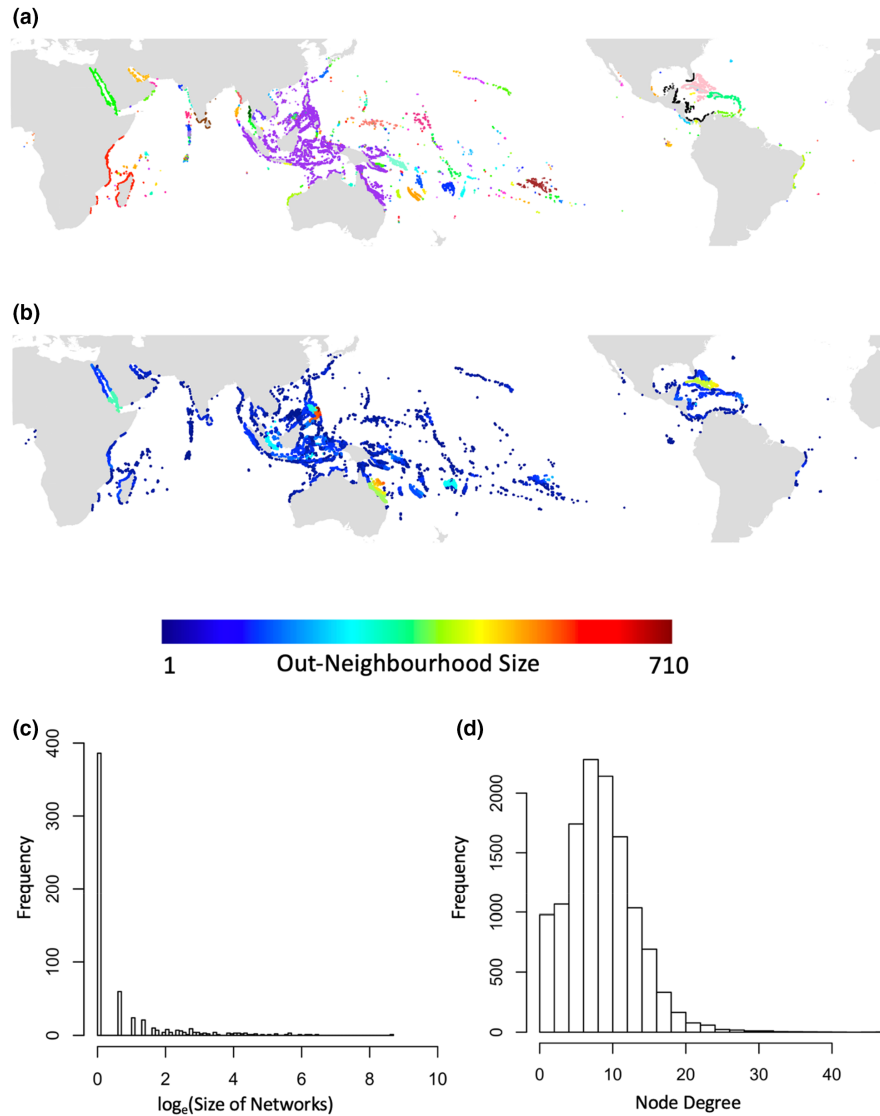 (a)
(b)
1 Out-Neighbourhood Size 710
(c)
400
300
200
100
0
Frequency
0 2 4 6 8 10
logₑ(Size of Networks)
(d)
2000
1500
1000
500
0
Frequency
0 10 20 30 40
Node Degree